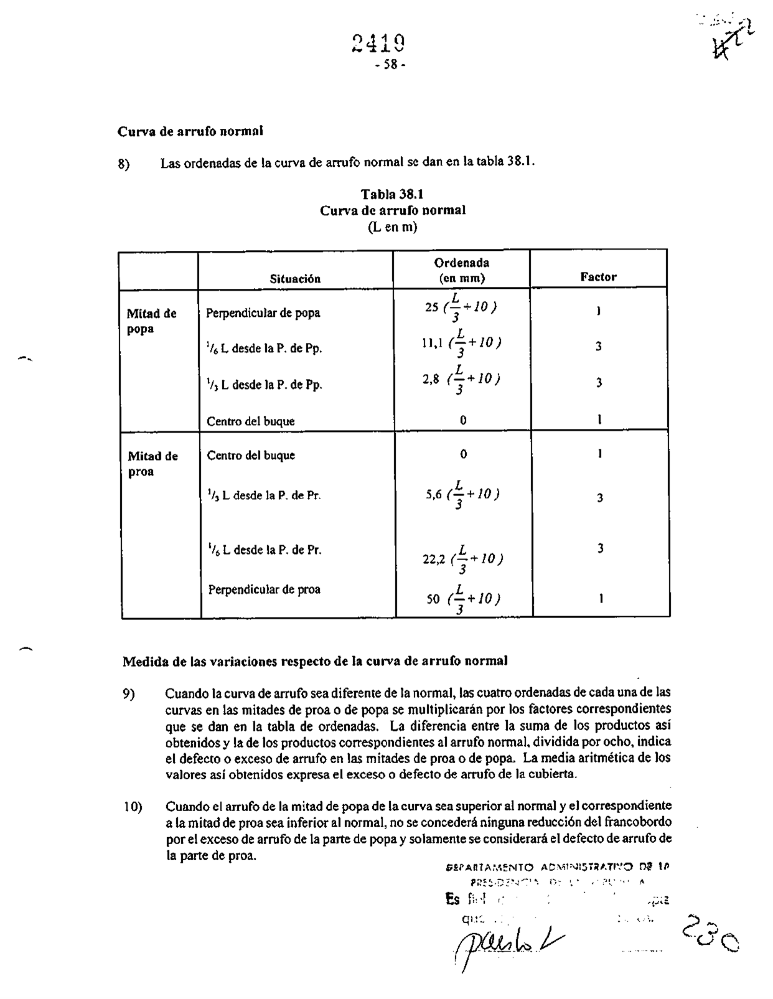 2419
- 58 -
Curva de arrufo normal
8) Las ordenadas de la curva de arrufo normal se dan en la tabla 38.1.
Tabla 38.1
Curva de arrufo normal
(L en m)
Situación Ordenada (en mm) Factor
Mitad de popa Perpendicular de popa 25 (L/3 + 10) 1
1/6 L desde la P. de Pp. 11,1 (L/3 + 10) 3
1/3 L desde la P. de Pp. 2,8 (L/3 + 10) 3
Centro del buque 0 1
Mitad de proa Centro del buque 0 1
1/3 L desde la P. de Pr. 5,6 (L/3 + 10) 3
1/6 L desde la P. de Pr. 22,2 (L/3 + 10) 3
Perpendicular de proa 50 (L/3 + 10) 1
Medida de las variaciones respecto de la curva de arrufo normal
9) Cuando la curva de arrufo sea diferente de la normal, las cuatro ordenadas de cada una de las
curvas en las mitades de proa o de popa se multiplicarán por los factores correspondientes
que se dan en la tabla de ordenadas. La diferencia entre la suma de los productos así
obtenidos y la de los productos correspondientes al arrufo normal, dividida por ocho, indica
el defecto o exceso de arrufo en las mitades de proa o de popa. La media aritmética de los
valores así obtenidos expresa el exceso o defecto de arrufo de la cubierta.
10) Cuando el arrufo de la mitad de popa de la curva sea superior al normal y el correspondiente
a la mitad de proa sea inferior al normal, no se concederá ninguna reducción del francobordo
por el exceso de arrufo de la parte de popa y solamente se considerará el defecto de arrufo de
la parte de proa.
DEPARTAMENTO ADMINISTRATIVO DE LA
PRESIDENCIA
Es
230